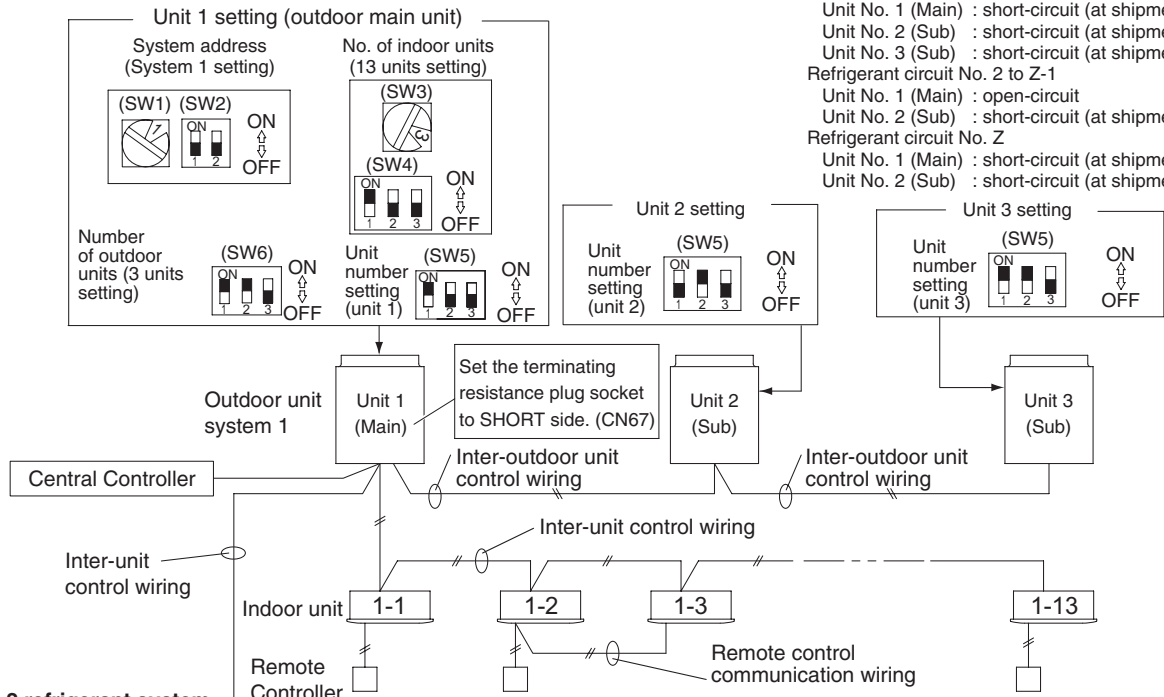 Unit 1 setting (outdoor main unit)
System address
(System 1 setting)
No. of indoor units
(13 units setting)
(SW1) (SW2)
1
ON
1 2
ON
OFF
(SW3)
3
(SW4)
ON
1 2 3
ON
OFF
Number
of outdoor
units (3 units
setting)
(SW6)
ON
1 2 3
ON
OFF
Unit
number
setting
(unit 1)
(SW5)
ON
1 2 3
ON
OFF
Unit No. 1 (Main) : short-circuit (at
Unit No. 2 (Sub) : short-circuit (at
Unit No. 3 (Sub) : short-circuit (at
Refrigerant circuit No. 2 to Z-1
Unit No. 1 (Main) : open-circuit
Unit No. 2 (Sub) : short-circuit (at
Refrigerant circuit No. Z
Unit No. 1 (Main) : short-circuit (at
Unit No. 2 (Sub) : short-circuit (at
Unit 2 setting
Unit
number
setting
(unit 2)
(SW5)
ON
1 2 3
ON
OFF
Unit 3 setting
Unit
number
setting
(unit 3)
(SW5)
ON
1 2 3
ON
OFF
Outdoor unit
system 1
Unit 1
(Main)
Set the terminating
resistance plug socket
to SHORT side. (CN67)
Unit 2
(Sub)
Unit 3
(Sub)
Central Controller
Inter-outdoor unit
control wiring
Inter-outdoor unit
control wiring
Inter-unit
control wiring
Inter-unit control wiring
Indoor unit
1-1
1-2
1-3
1-13
Remote
Controller
Remote control
communication wiring
refrigerant system